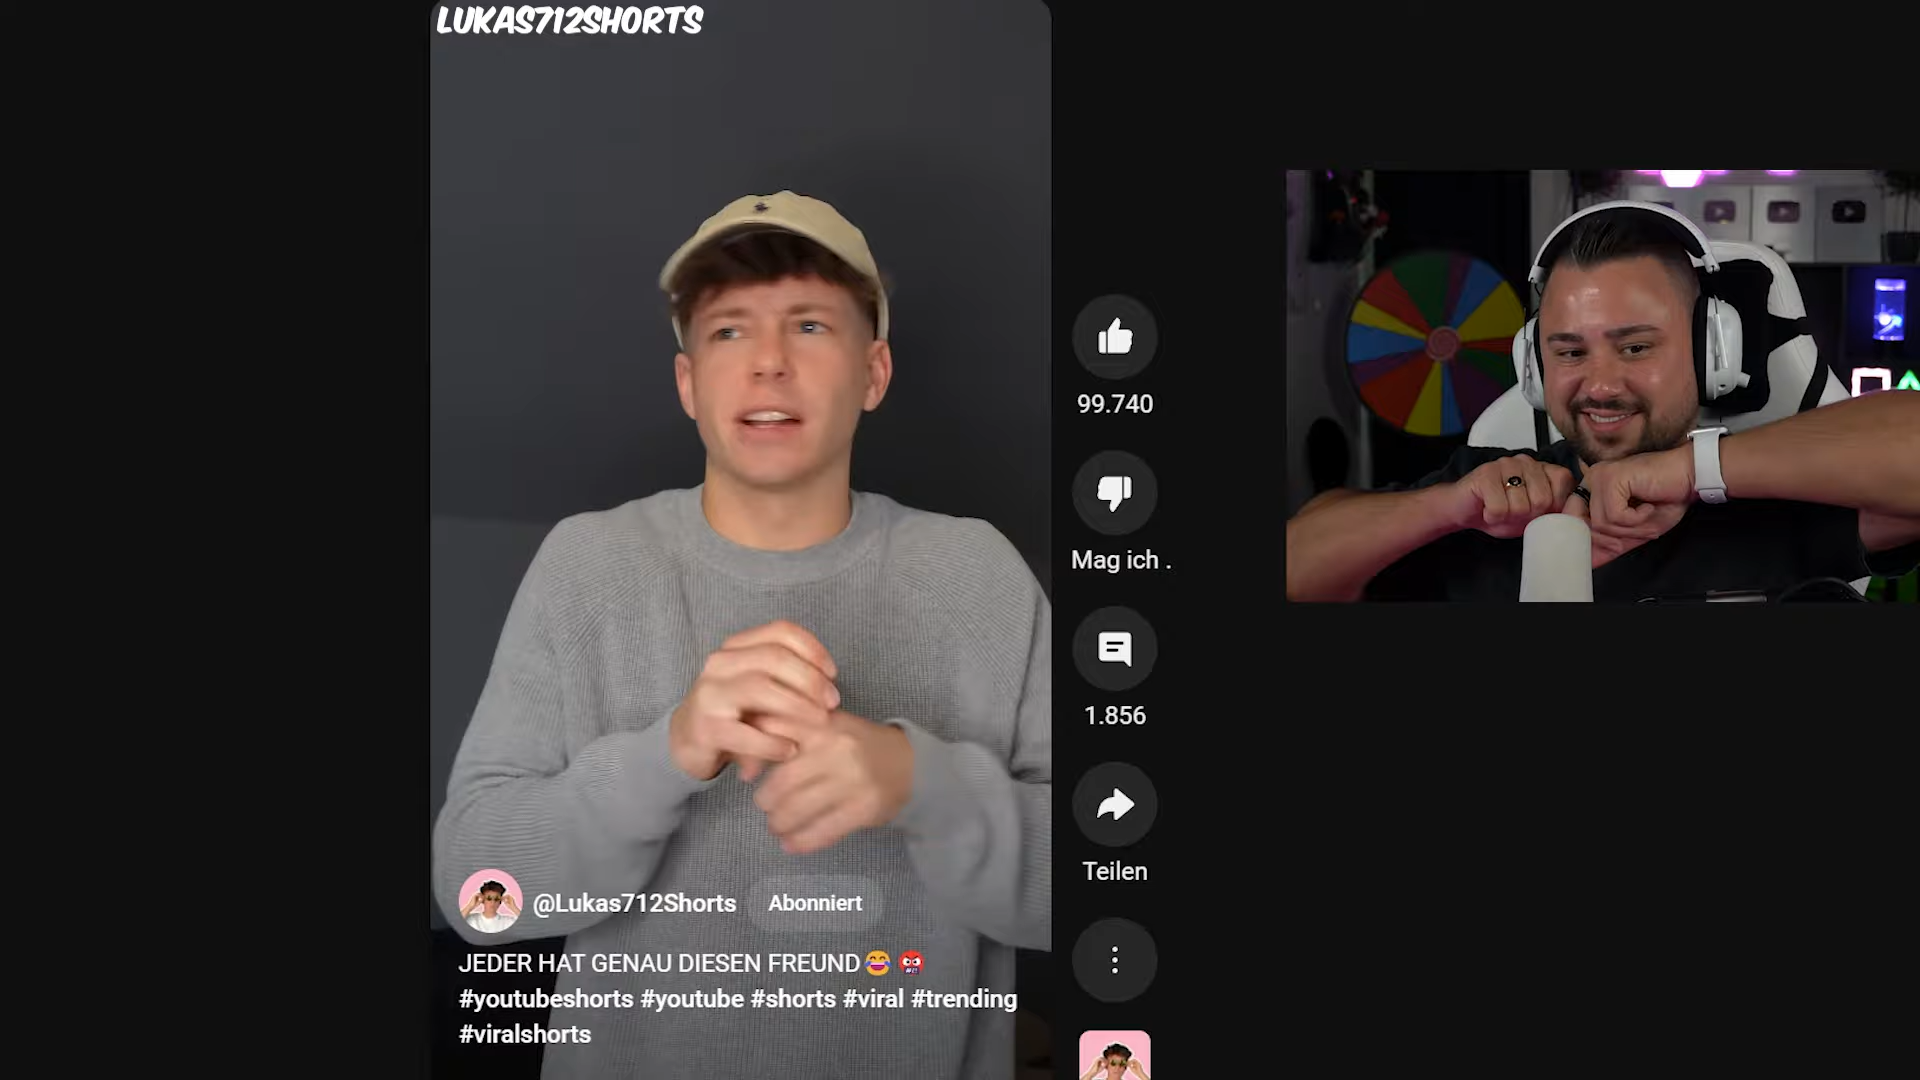 LUKAS712SHORTS
99.740
Mag ich .
1.856
Teilen
@Lukas712Shorts Abonniert
JEDER HAT GENAU DIESEN FREUND😂🤬
#youtubeshorts #youtube #shorts #viral #trending
#viralshorts